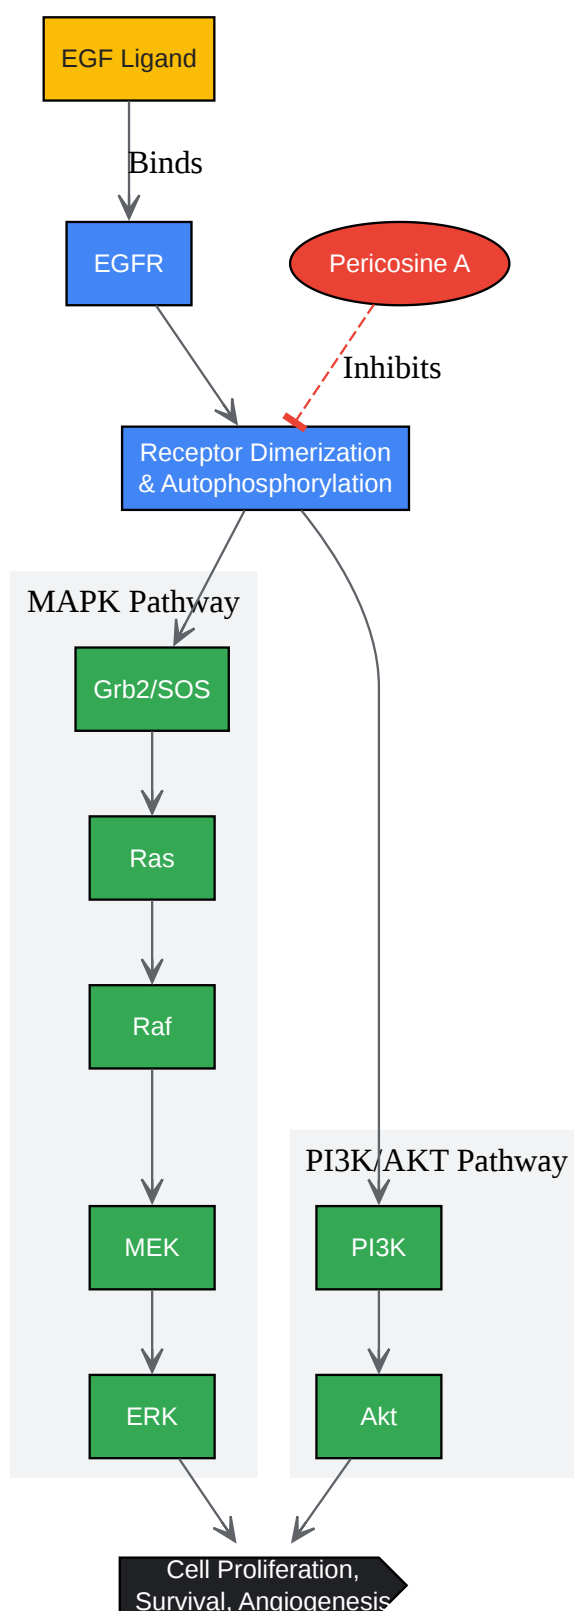 EGF Ligand
Binds
EGFR
Pericosine A
Inhibits
Receptor Dimerization
& Autophosphorylation
MAPK Pathway
Grb2/SOS
Ras
Raf
MEK
ERK
PI3K/AKT Pathway
PI3K
Akt
Cell Proliferation,
Survival, Angiogenesis